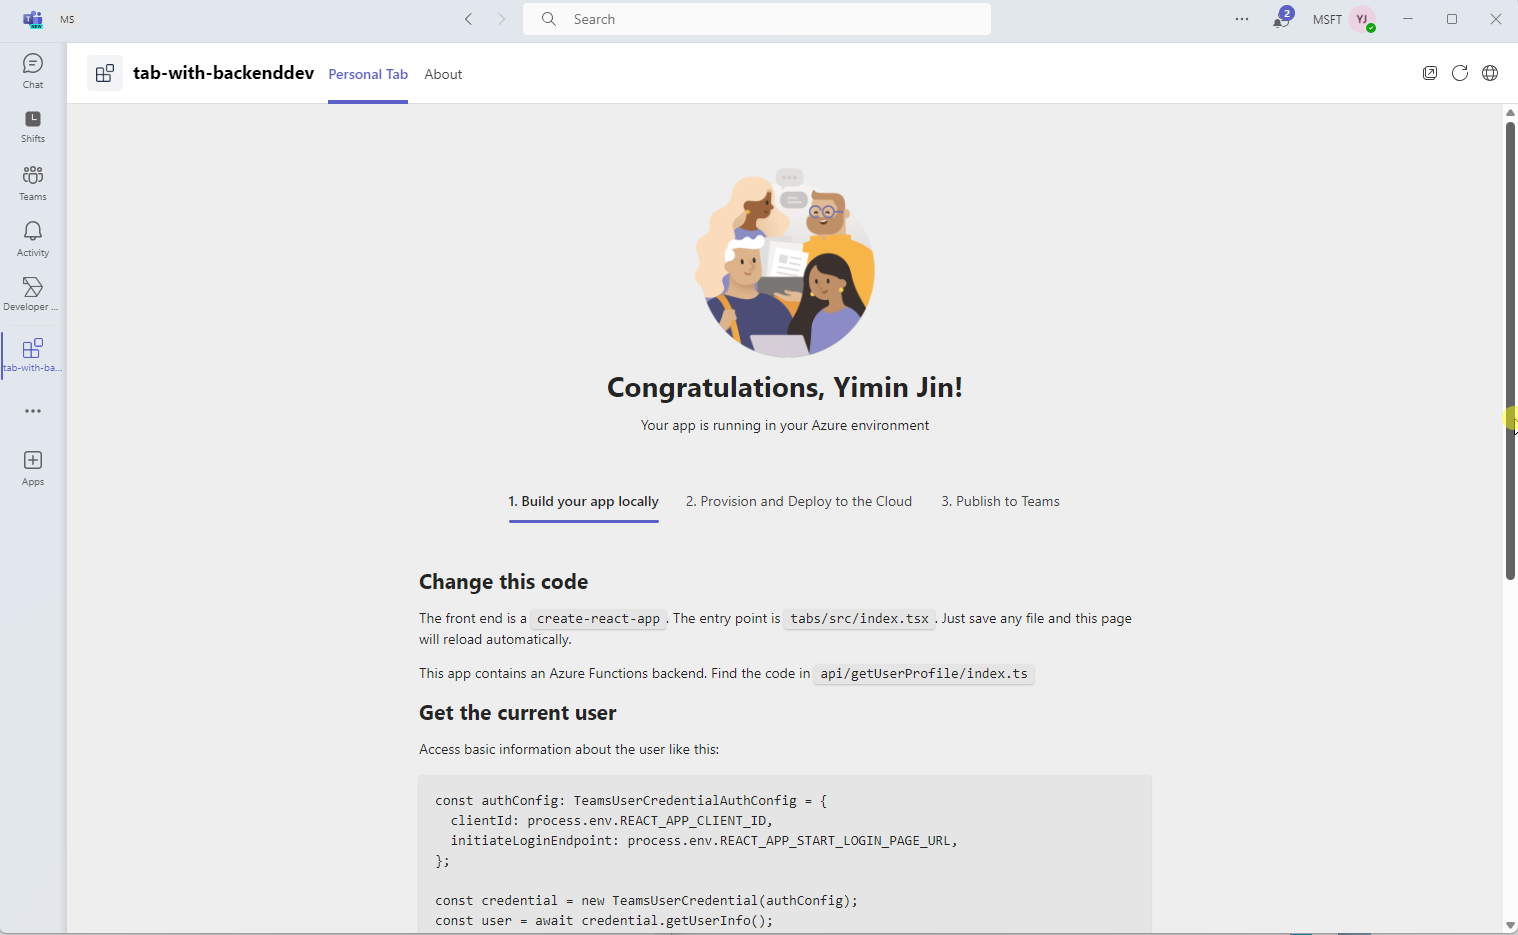 MS
Search
2
MSFT
YJ
Chat
Shifts
Teams
Activity
Developer ...
tab-with-ba...
Apps
tab-with-backenddev
Personal Tab
About
Congratulations, Yimin Jin!
Your app is running in your Azure environment
1. Build your app locally
2. Provision and Deploy to the Cloud
3. Publish to Teams
Change this code
The front end is a create-react-app. The entry point is tabs/src/index.tsx. Just save any file and this page
will reload automatically.
This app contains an Azure Functions backend. Find the code in api/getUserProfile/index.ts
Get the current user
Access basic information about the user like this:
const authConfig: TeamsUserCredentialAuthConfig = {
clientId: process.env.REACT_APP_CLIENT_ID,
initiateLoginEndpoint: process.env.REACT_APP_START_LOGIN_PAGE_URL,
};
const credential = new TeamsUserCredential(authConfig);
const user = await credential.getUserInfo();